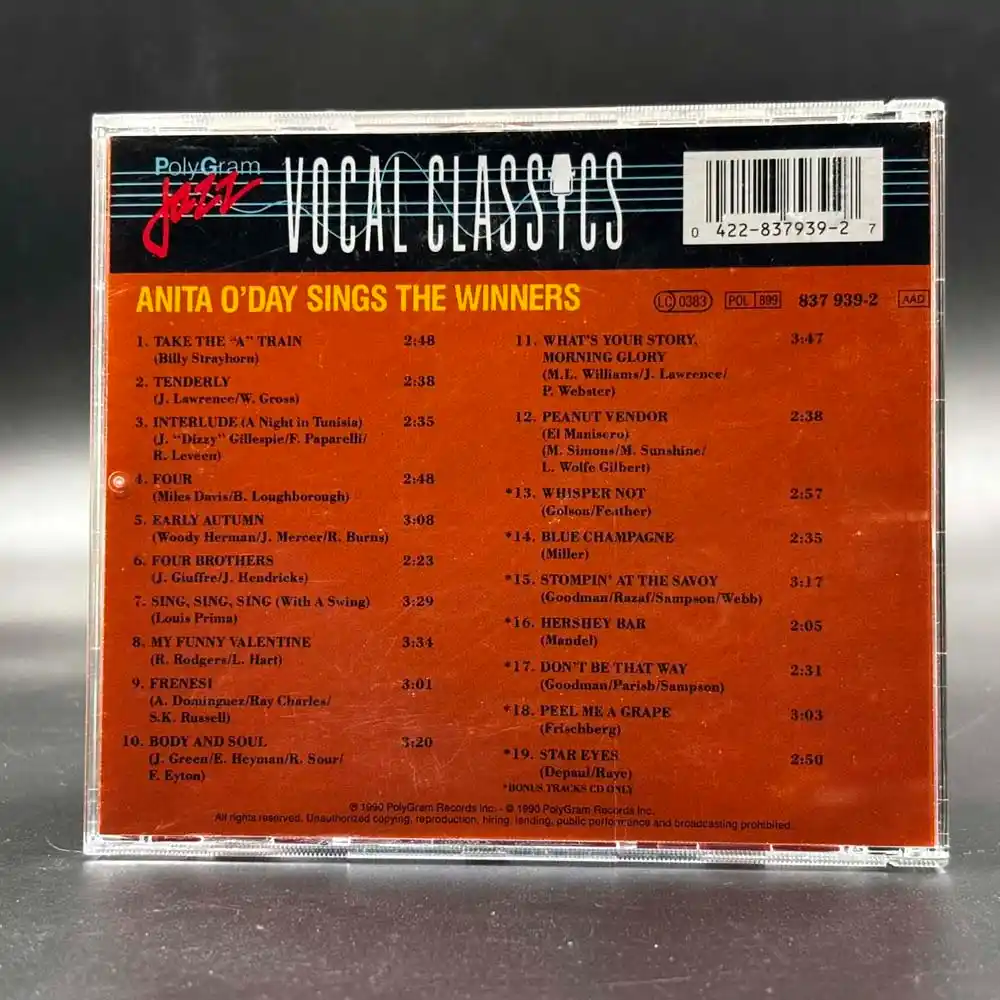 PolyGram
jazz
VOCAL CLASSICS
0 422-837939-2 7
ANITA O'DAY SINGS THE WINNERS
LC 0383 POL 899 837 939-2 AAD
1. TAKE THE "A" TRAIN 2:48
(Billy Strayhorn)
2. TENDERLY 2:38
(J. Lawrence/W. Gross)
3. INTERLUDE (A Night in Tunisia) 2:35
(J. "Dizzy" Gillespie/F. Paparelli/
R. Leveen)
4. FOUR 2:48
(Miles Davis/B. Loughborough)
5. EARLY AUTUMN 3:08
(Woody Herman/J. Mercer/R. Burns)
6. FOUR BROTHERS 2:23
(J. Giuffre/J. Hendricks)
7. SING, SING, SING (With A Swing) 3:29
(Louis Prima)
8. MY FUNNY VALENTINE 3:34
(R. Rodgers/L. Hart)
9. FRENESI 3:01
(A. Dominguez/Ray Charles/
S.K. Russell)
10. BODY AND SOUL 3:20
(J. Green/E. Heyman/R. Sour/
F. Eyton)
11. WHAT'S YOUR STORY, 3:47
MORNING GLORY
(M.L. Williams/J. Lawrence/
P. Webster)
12. PEANUT VENDOR 2:38
(El Manisero)
(M. Simons/M. Sunshine/
L. Wolfe Gilbert)
*13. WHISPER NOT 2:57
(Golson/Feather)
*14. BLUE CHAMPAGNE 2:35
(Miller)
*15. STOMPIN' AT THE SAVOY 3:17
(Goodman/Razaf/Sampson/Webb)
*16. HERSHEY BAR 2:05
(Mandel)
*17. DON'T BE THAT WAY 2:31
(Goodman/Parish/Sampson)
*18. PEEL ME A GRAPE 3:03
(Frischberg)
*19. STAR EYES 2:50
(Depaul/Raye)
*BONUS TRACKS CD ONLY
℗ 1990 PolyGram Records Inc. - © 1990 PolyGram Records Inc.
All rights reserved. Unauthorized copying, reproduction, hiring, lending, public performance and broadcasting prohibited.